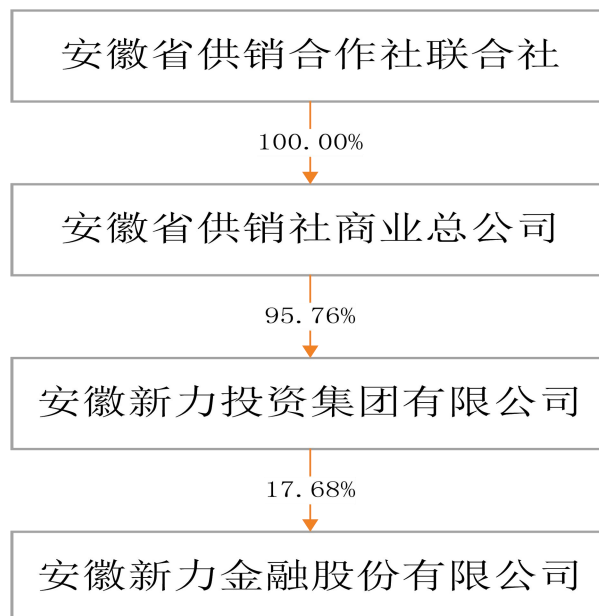 安徽省供销合作社联合社
100.00%
安徽省供销社商业总公司
95.76%
安徽新力投资集团有限公司
17.68%
安徽新力金融股份有限公司